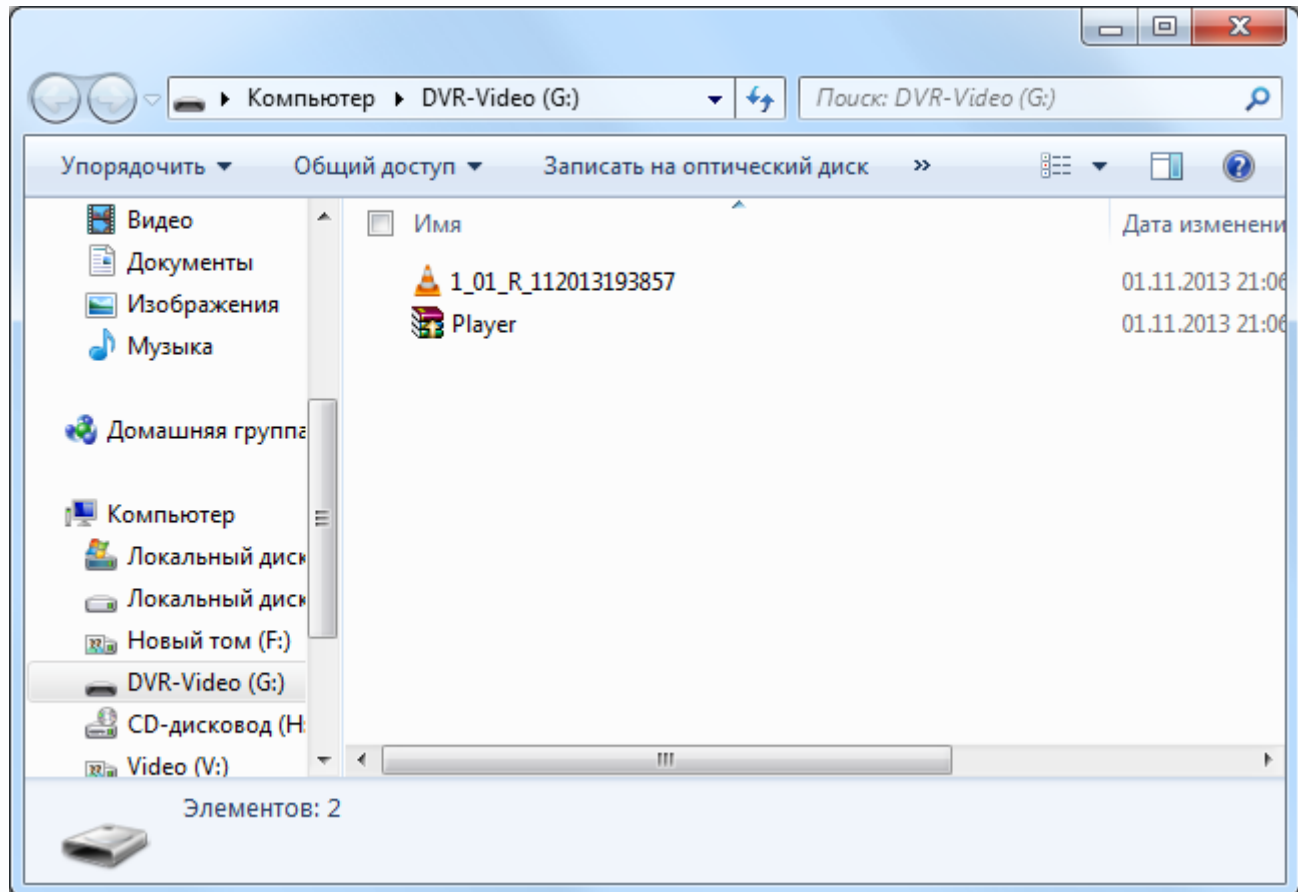 Компьютер DVR-Video (G:) Поиск: DVR-Video (G:)
Упорядочить Общий доступ Записать на оптический диск »
Видео
Документы
Изображения
Музыка
Домашняя группа
Компьютер
Локальный диск
Локальный диск
Новый том (F:)
DVR-Video (G:)
CD-дисковод (H:
Video (V:)
Имя Дата изменени
1_01_R_112013193857 01.11.2013 21:06
Player 01.11.2013 21:06
Элементов: 2